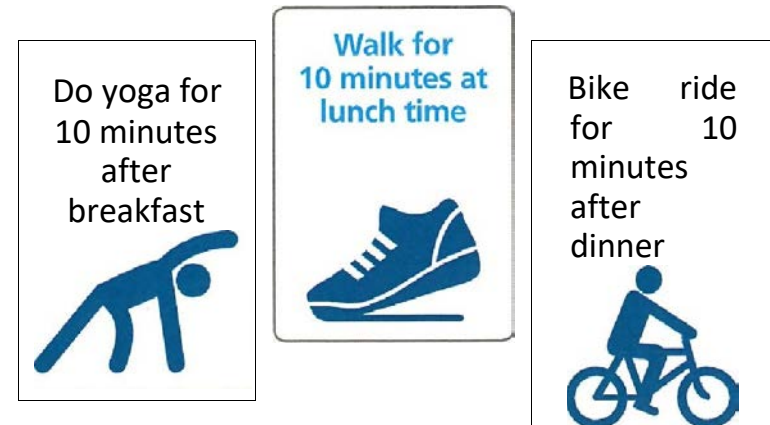 Do yoga for
10 minutes
after
breakfast
Walk for
10 minutes at
lunch time
Bike ride
for 10
minutes
after
dinner